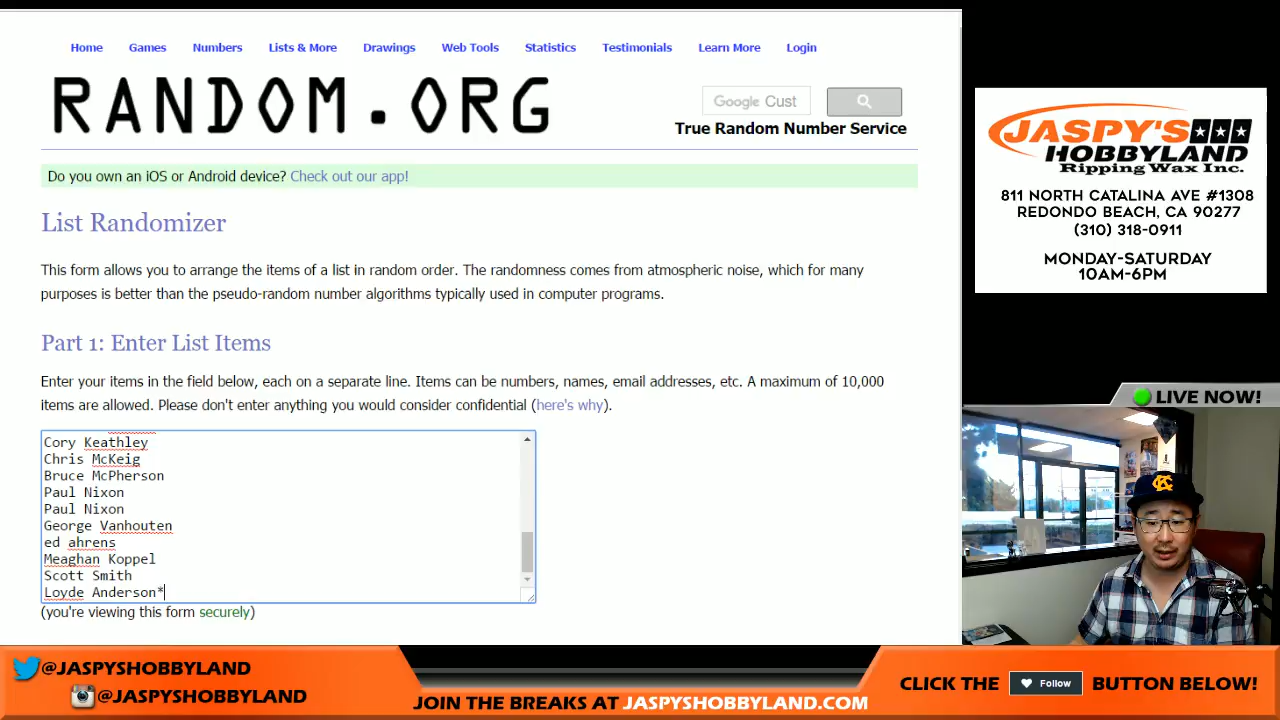 Home Games Numbers Lists & More Drawings Web Tools Statistics Testimonials Learn More Login
RANDOM.ORG
Google Cust
True Random Number Service
Do you own an iOS or Android device? Check out our app!
List Randomizer
This form allows you to arrange the items of a list in random order. The randomness comes from atmospheric noise, which for many
purposes is better than the pseudo-random number algorithms typically used in computer programs.
Part 1: Enter List Items
Enter your items in the field below, each on a separate line. Items can be numbers, names, email addresses, etc. A maximum of 10,000
items are allowed. Please don't enter anything you would consider confidential (here's why).
Cory Keathley
Chris McKeig
Bruce McPherson
Paul Nixon
Paul Nixon
George Vanhouten
ed ahrens
Meaghan Koppel
Scott Smith
Loyde Anderson*
(you're viewing this form securely)
JASPY'S
HOBBYLAND
Ripping Wax Inc.
811 NORTH CATALINA AVE #1308
REDONDO BEACH, CA 90277
(310) 318-0911
MONDAY-SATURDAY
10AM-6PM
LIVE NOW!
KC
@JASPYSHOBBYLAND
@JASPYSHOBBYLAND
JOIN THE BREAKS AT JASPYSHOBBYLAND.COM
CLICK THE Follow BUTTON BELOW!